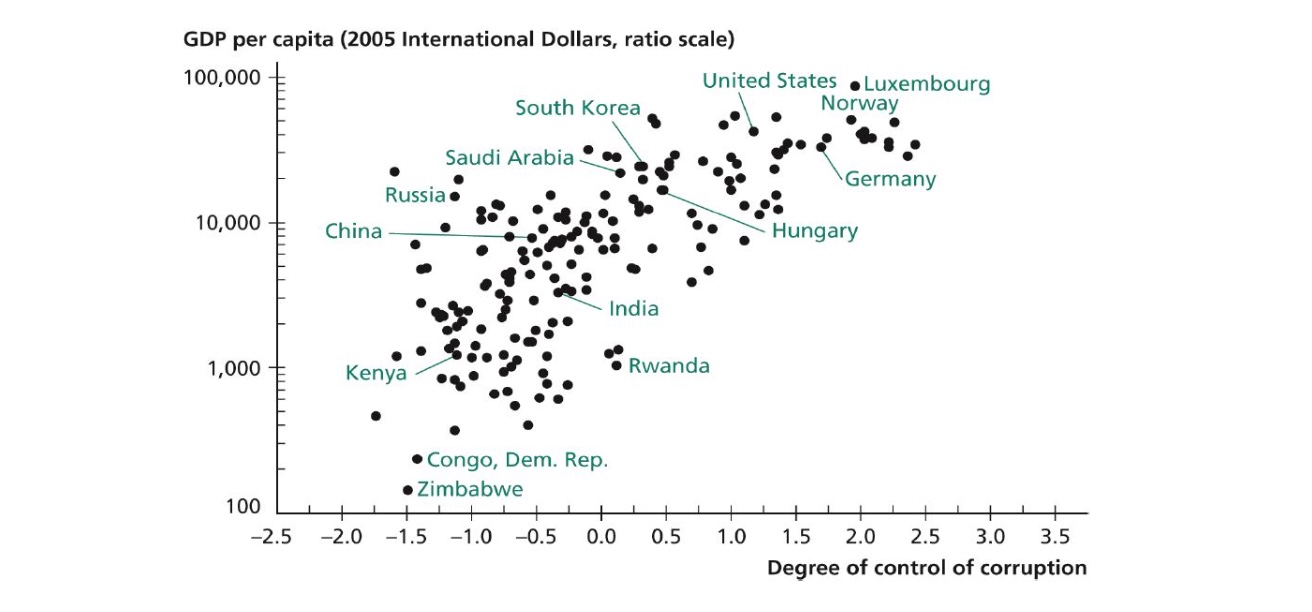 GDP per capita (2005 International Dollars, ratio scale)
100,000
United States
Luxembourg
Norway
South Korea
Saudi Arabia
Germany
Russia
10,000
China
Hungary
India
1,000
Kenya
Rwanda
Congo, Dem. Rep.
Zimbabwe
100
–2.5 –2.0 –1.5 –1.0 –0.5 0.0 0.5 1.0 1.5 2.0 2.5 3.0 3.5
Degree of control of corruption